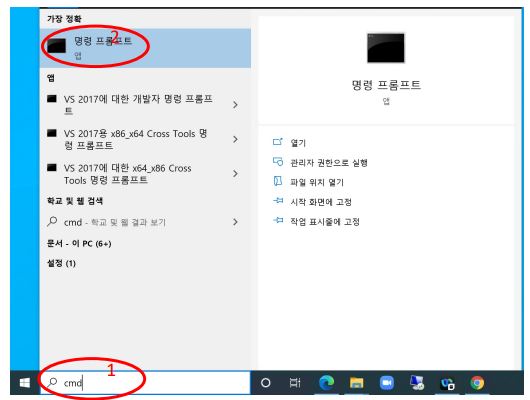 가장 정확
명령 프롬프트
앱
2
앱
VS 2017에 대한 개발자 명령 프롬프
트
VS 2017용 x86_x64 Cross Tools 명
령 프롬프트
VS 2017에 대한 x64_x86 Cross
Tools 명령 프롬프트
학교 및 웹 검색
cmd - 학교 및 웹 결과 보기
문서 - 이 PC (6+)
설정 (1)
명령 프롬프트
앱
열기
관리자 권한으로 실행
파일 위치 열기
시작 화면에 고정
작업 표시줄에 고정
1
cmd